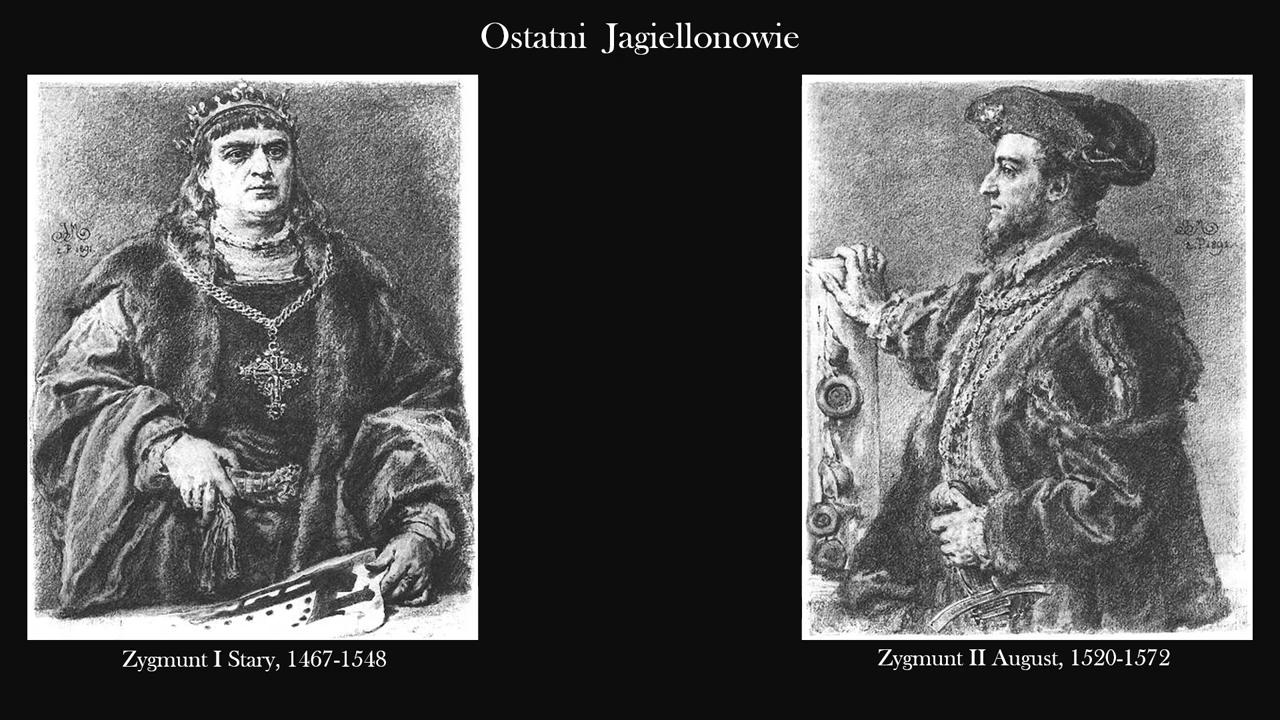 Ostatni Jagiellonowie
Zygmunt I Stary, 1467-1548
Zygmunt II August, 1520-1572